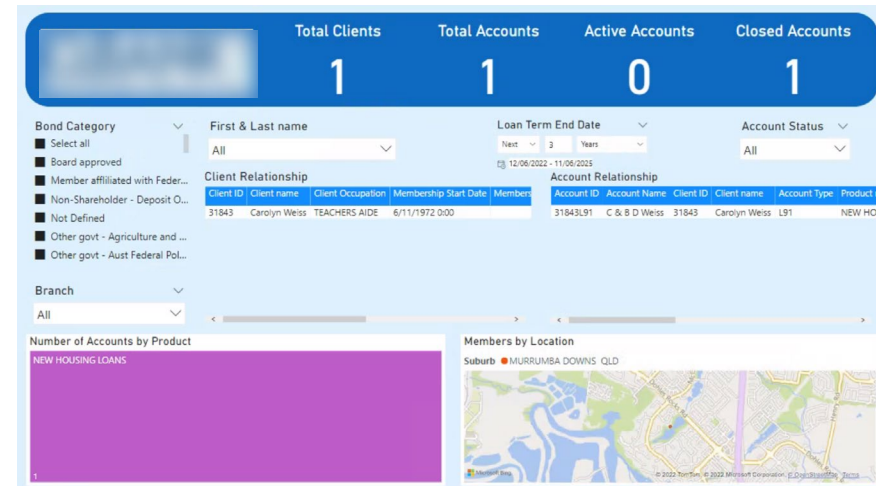 Total Clients
1
Total Accounts
1
Active Accounts
0
Closed Accounts
1
Bond Category
Select all
Board approved
Member affliliated with Feder...
Non-Shareholder - Deposit O...
Not Defined
Other govt - Agriculture and ...
Other govt - Aust Federal Pol...
Branch
All
First & Last name
All
Loan Term End Date
Next 3 Years
12/06/2022 - 11/06/2025
Account Status
All
Client Relationship
Client ID Client name Client Occupation Membership Start Date Members
31843 Carolyn Weiss TEACHERS AIDE 6/11/1972 0:00
Account Relationship
Account ID Account Name Client ID Client name Account Type Product
31843L91 C & B D Weiss 31843 Carolyn Weiss L91 NEW HO
Number of Accounts by Product
NEW HOUSING LOANS
1
Members by Location
Suburb MURRUMBA DOWNS QLD
Microsoft Bing
© 2022 TomTom, © 2022 Microsoft Corporation, © OpenStreetMap Terms